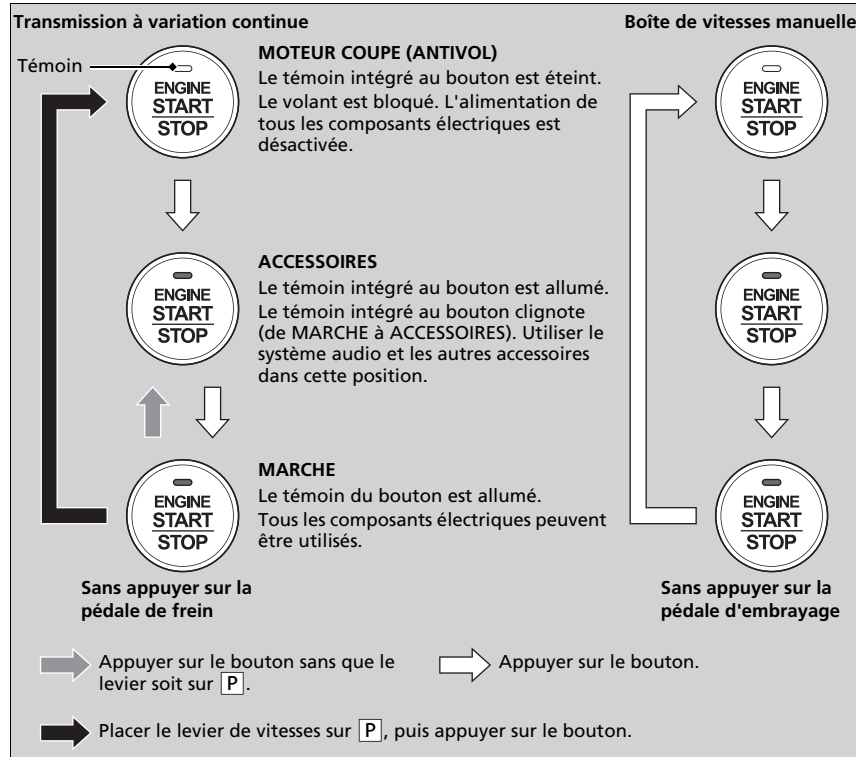 Transmission à variation continue
Boîte de vitesses manuelle
Témoin
ENGINE
START
STOP
MOTEUR COUPE (ANTIVOL)
Le témoin intégré au bouton est éteint.
Le volant est bloqué. L'alimentation de
tous les composants électriques est
désactivée.
ENGINE
START
STOP
ENGINE
START
STOP
ACCESSOIRES
Le témoin intégré au bouton est allumé.
Le témoin intégré au bouton clignote
(de MARCHE à ACCESSOIRES). Utiliser le
système audio et les autres accessoires
dans cette position.
ENGINE
START
STOP
ENGINE
START
STOP
MARCHE
Le témoin du bouton est allumé.
Tous les composants électriques peuvent
être utilisés.
ENGINE
START
STOP
Sans appuyer sur la
pédale de frein
Sans appuyer sur la
pédale d'embrayage
Appuyer sur le bouton sans que le
levier soit sur P.
Appuyer sur le bouton.
Placer le levier de vitesses sur P, puis appuyer sur le bouton.